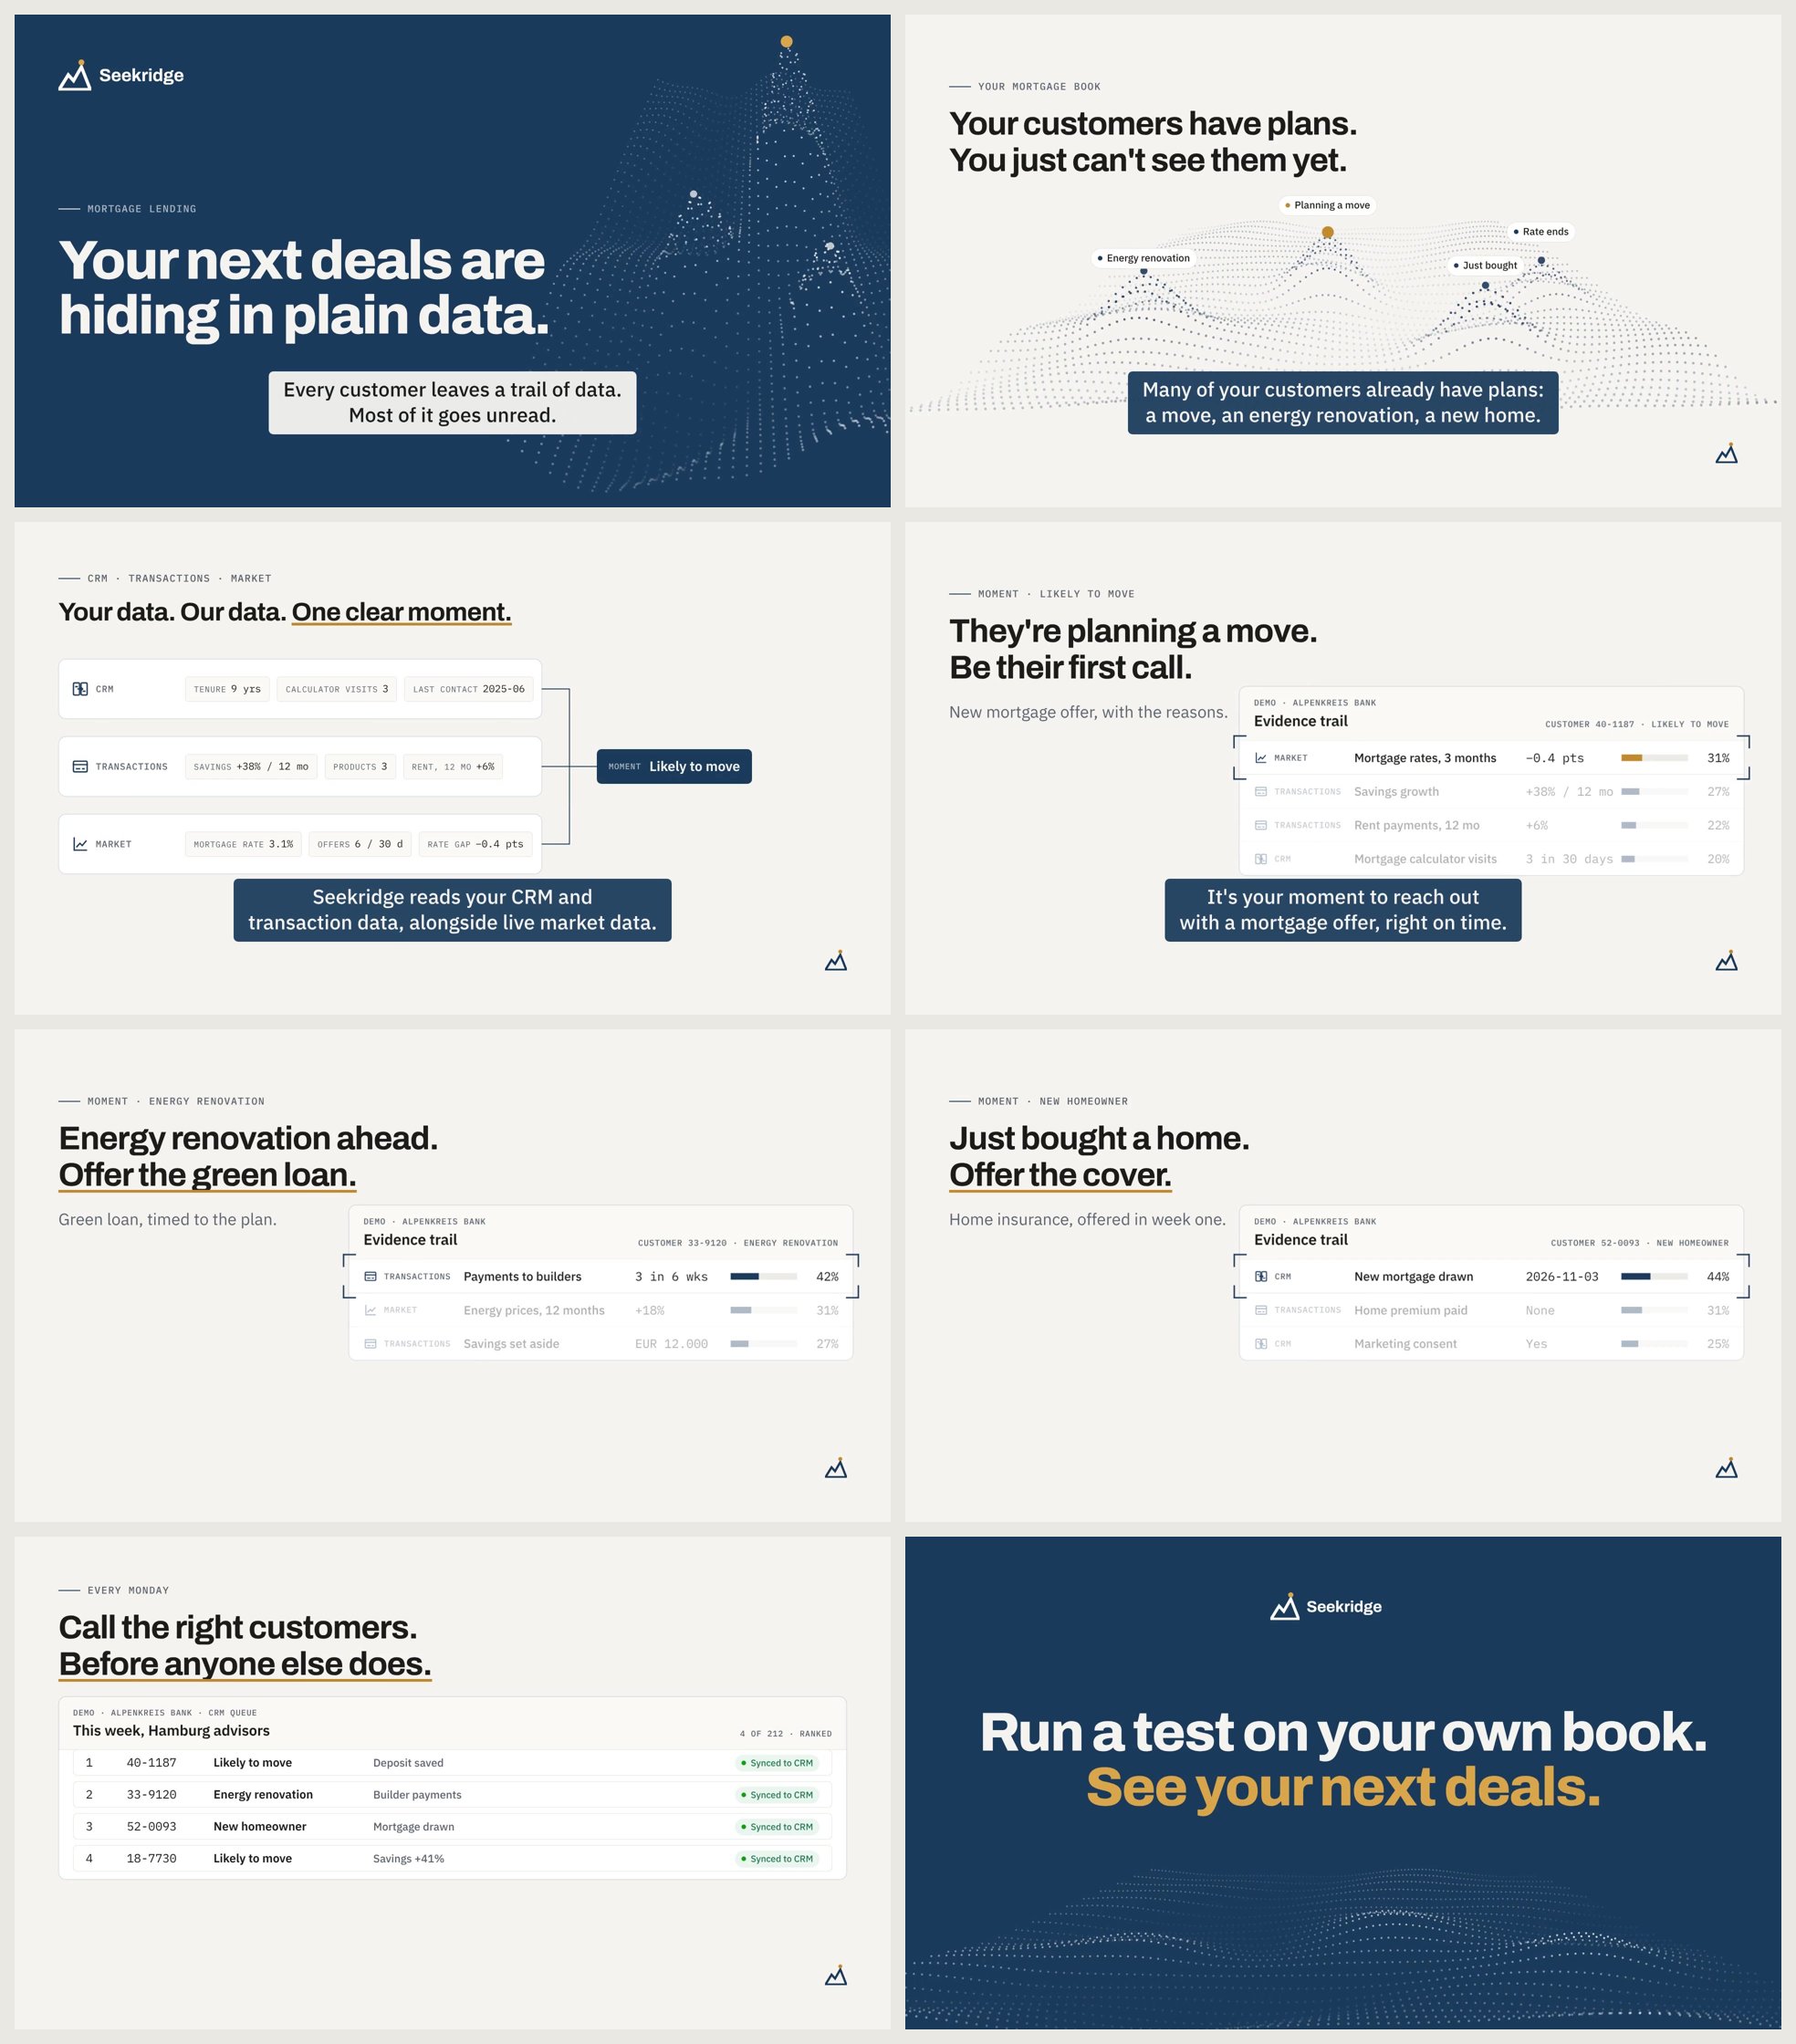 Seekridge
MORTGAGE LENDING
Your next deals are
hiding in plain data.
Every customer leaves a trail of data.
Most of it goes unread.
YOUR MORTGAGE BOOK
Your customers have plans.
You just can't see them yet.
Planning a move
Rate ends
Energy renovation
Just bought
Many of your customers already have plans:
a move, an energy renovation, a new home.
CRM · TRANSACTIONS · MARKET
Your data. Our data. One clear moment.
CRM TENURE 9 yrs CALCULATOR VISITS 3 LAST CONTACT 2025-06
TRANSACTIONS SAVINGS +38% / 12 mo PRODUCTS 3 RENT, 12 MO +6%
MOMENT Likely to move
MARKET MORTGAGE RATE 3.1% OFFERS 6 / 30 d RATE GAP −0.4 pts
Seekridge reads your CRM and
transaction data, alongside live market data.
MOMENT · LIKELY TO MOVE
They're planning a move.
Be their first call.
New mortgage offer, with the reasons.
DEMO · ALPENKREIS BANK
Evidence trail CUSTOMER 40-1187 · LIKELY TO MOVE
MARKET Mortgage rates, 3 months −0.4 pts 31%
TRANSACTIONS Savings growth +38% / 12 mo 27%
TRANSACTIONS Rent payments, 12 mo +6% 22%
CRM Mortgage calculator visits 3 in 30 days 20%
It's your moment to reach out
with a mortgage offer, right on time.
MOMENT · ENERGY RENOVATION
Energy renovation ahead.
Offer the green loan.
Green loan, timed to the plan.
DEMO · ALPENKREIS BANK
Evidence trail CUSTOMER 33-9120 · ENERGY RENOVATION
TRANSACTIONS Payments to builders 3 in 6 wks 42%
MARKET Energy prices, 12 months +18% 31%
TRANSACTIONS Savings set aside EUR 12.000 27%
MOMENT · NEW HOMEOWNER
Just bought a home.
Offer the cover.
Home insurance, offered in week one.
DEMO · ALPENKREIS BANK
Evidence trail CUSTOMER 52-0093 · NEW HOMEOWNER
CRM New mortgage drawn 2026-11-03 44%
TRANSACTIONS Home premium paid None 31%
CRM Marketing consent Yes 25%
EVERY MONDAY
Call the right customers.
Before anyone else does.
DEMO · ALPENKREIS BANK · CRM QUEUE
This week, Hamburg advisors 4 OF 212 · RANKED
1 40-1187 Likely to move Deposit saved Synced to CRM
2 33-9120 Energy renovation Builder payments Synced to CRM
3 52-0093 New homeowner Mortgage drawn Synced to CRM
4 18-7730 Likely to move Savings +41% Synced to CRM
Seekridge
Run a test on your own book.
See your next deals.